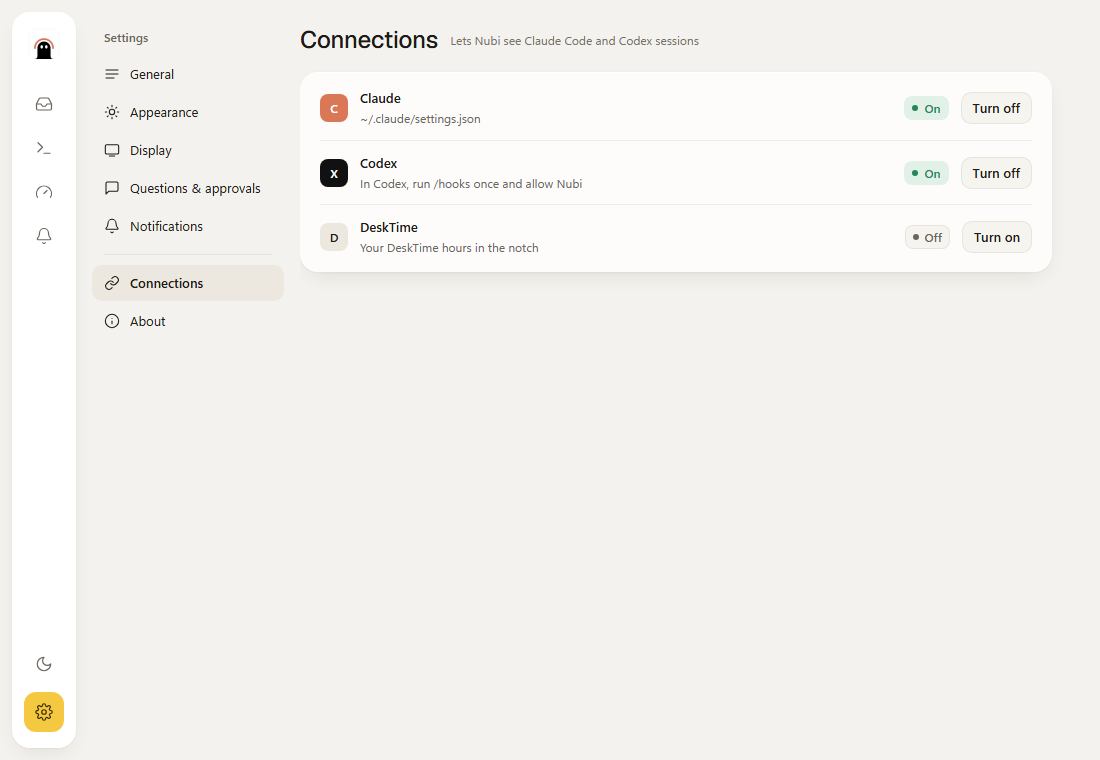 Settings
General
Appearance
Display
Questions & approvals
Notifications
Connections
About
Connections Lets Nubi see Claude Code and Codex sessions
C Claude
~/.claude/settings.json
On Turn off
X Codex
In Codex, run /hooks once and allow Nubi
On Turn off
D DeskTime
Your DeskTime hours in the notch
Off Turn on